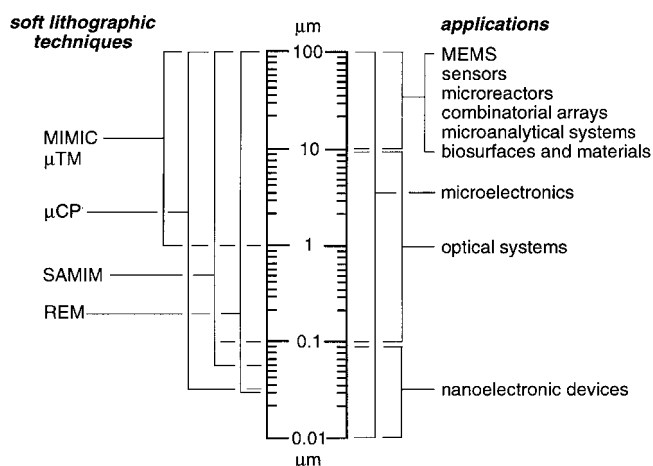 soft lithographic
techniques
MIMIC
μTM
μCP
SAMIM
REM
μm
100
10
1
0.1
0.01
μm
applications
MEMS
sensors
microreactors
combinatorial arrays
microanalytical systems
biosurfaces and materials
microelectronics
optical systems
nanoelectronic devices